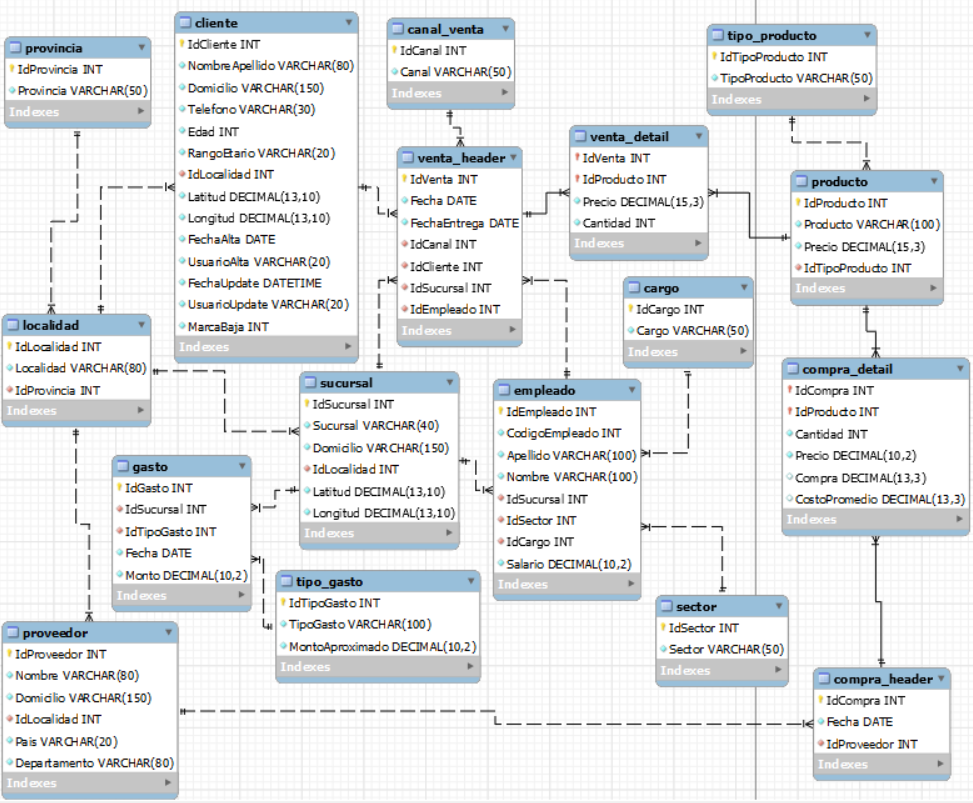 provincia
IdProvincia INT
Provincia VARCHAR(50)
Indexes
cliente
IdCliente INT
NombreApellido VARCHAR(80)
Domicilio VARCHAR(150)
Telefono VARCHAR(30)
Edad INT
RangoEtario VARCHAR(20)
IdLocalidad INT
Latitud DECIMAL(13,10)
Longitud DECIMAL(13,10)
FechaAlta DATE
UsuarioAlta VARCHAR(20)
FechaUpdate DATETIME
UsuarioUpdate VARCHAR(20)
MarcaBaja INT
Indexes
canal_venta
IdCanal INT
Canal VARCHAR(50)
Indexes
tipo_producto
IdTipoProducto INT
TipoProducto VARCHAR(50)
Indexes
venta_header
IdVenta INT
Fecha DATE
FechaEntrega DATE
IdCanal INT
IdCliente INT
IdSucursal INT
IdEmpleado INT
Indexes
venta_detail
IdVenta INT
IdProducto INT
Precio DECIMAL(15,3)
Cantidad INT
Indexes
producto
IdProducto INT
Producto VARCHAR(100)
Precio DECIMAL(15,3)
IdTipoProducto INT
Indexes
cargo
IdCargo INT
Cargo VARCHAR(50)
Indexes
localidad
IdLocalidad INT
Localidad VARCHAR(80)
IdProvincia INT
Indexes
sucursal
IdSucursal INT
Sucursal VARCHAR(40)
Domicilio VARCHAR(150)
IdLocalidad INT
Latitud DECIMAL(13,10)
Longitud DECIMAL(13,10)
Indexes
empleado
IdEmpleado INT
CodigoEmpleado INT
Apellido VARCHAR(100)
Nombre VARCHAR(100)
IdSucursal INT
IdSector INT
IdCargo INT
Salario DECIMAL(10,2)
Indexes
compra_detail
IdCompra INT
IdProducto INT
Cantidad INT
Precio DECIMAL(10,2)
Compra DECIMAL(13,3)
CostoPromedio DECIMAL(13,3)
Indexes
gasto
IdGasto INT
IdSucursal INT
IdTipoGasto INT
Fecha DATE
Monto DECIMAL(10,2)
Indexes
tipo_gasto
IdTipoGasto INT
TipoGasto VARCHAR(100)
MontoAproximado DECIMAL(10,2)
Indexes
sector
IdSector INT
Sector VARCHAR(50)
Indexes
proveedor
IdProveedor INT
Nombre VARCHAR(80)
Domicilio VARCHAR(150)
IdLocalidad INT
Pais VARCHAR(20)
Departamento VARCHAR(80)
Indexes
compra_header
IdCompra INT
Fecha DATE
IdProveedor INT
Indexes